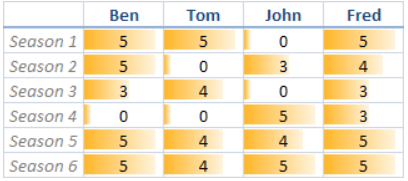 Ben Tom John Fred
Season 1 5 5 0 5
Season 2 5 0 3 4
Season 3 3 4 0 3
Season 4 0 0 5 3
Season 5 5 4 4 5
Season 6 5 4 5 5